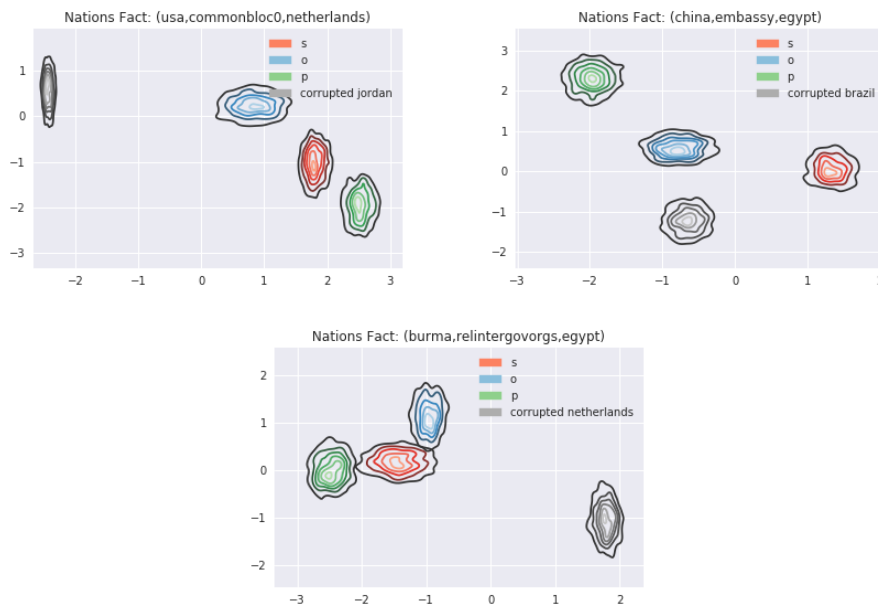 Nations Fact: (usa,commonbloc0,netherlands)
s
o
p
corrupted jordan
1
0
−1
−2
−3
−2
−1
0
1
2
3
Nations Fact: (china,embassy,egypt)
s
o
p
corrupted brazil
3
2
1
0
−1
−2
−3
−2
−1
0
1
Nations Fact: (burma,relintergovorgs,egypt)
s
o
p
corrupted netherlands
2
1
0
−1
−2
−3
−2
−1
0
1
2